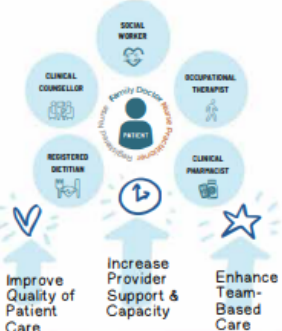 SOCIAL
WORKER
CLINICAL
COUNSELLOR
OCCUPATIONAL
THERAPIST
Family Doctor
Nurse Practitioner
Registered Nurse
PATIENT
REGISTERED
DIETITIAN
CLINICAL
PHARMACIST
Improve
Quality of
Patient
Care
Increase
Provider
Support &
Capacity
Enhance
Team-
Based
Care